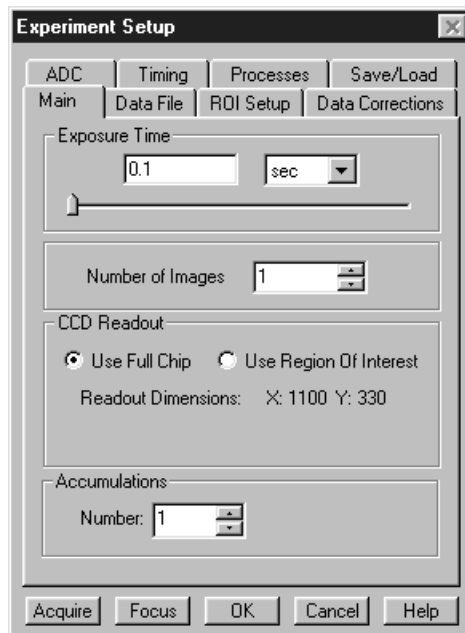 Experiment Setup
ADC Timing Processes Save/Load
Main Data File ROI Setup Data Corrections
Exposure Time
0.1 sec
Number of Images 1
CCD Readout
Use Full Chip Use Region Of Interest
Readout Dimensions: X: 1100 Y: 330
Accumulations
Number: 1
Acquire Focus OK Cancel Help